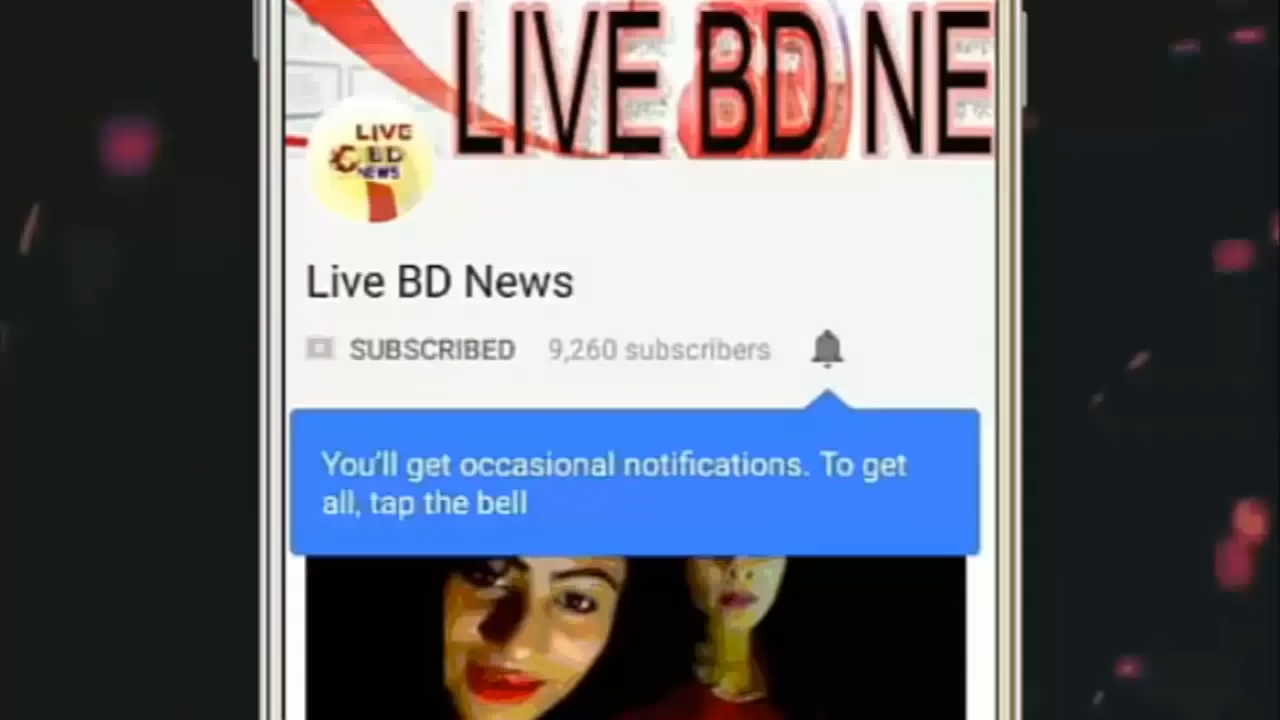 LIVE BD NE
LIVE
BD
NEWS
Live BD News
SUBSCRIBED 9,260 subscribers
You'll get occasional notifications. To get
all, tap the bell